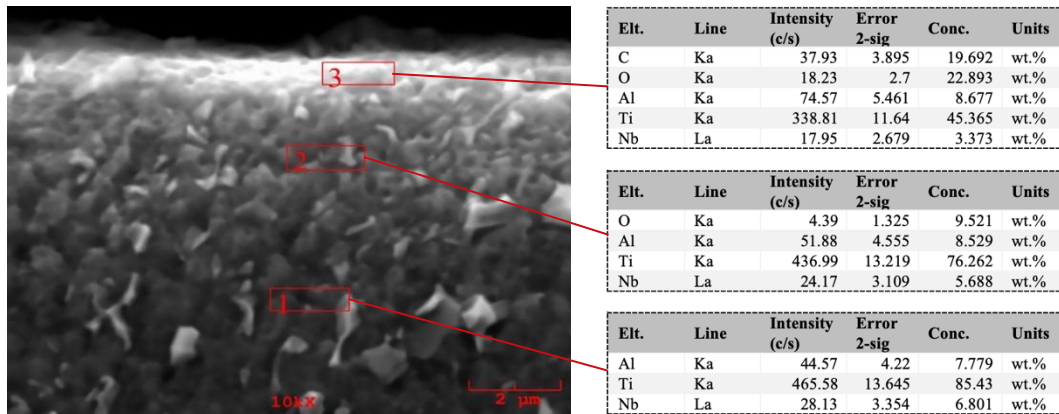 3
2
1
10kX
2 µm
Elt. Line Intensity (c/s) Error 2-sig Conc. Units
C Ka 37.93 3.895 19.692 wt.%
O Ka 18.23 2.7 22.893 wt.%
Al Ka 74.57 5.461 8.677 wt.%
Ti Ka 338.81 11.64 45.365 wt.%
Nb La 17.95 2.679 3.373 wt.%
Elt. Line Intensity (c/s) Error 2-sig Conc. Units
O Ka 4.39 1.325 9.521 wt.%
Al Ka 51.88 4.555 8.529 wt.%
Ti Ka 436.99 13.219 76.262 wt.%
Nb La 24.17 3.109 5.688 wt.%
Elt. Line Intensity (c/s) Error 2-sig Conc. Units
Al Ka 44.57 4.22 7.779 wt.%
Ti Ka 465.58 13.645 85.43 wt.%
Nb La 28.13 3.354 6.801 wt.%